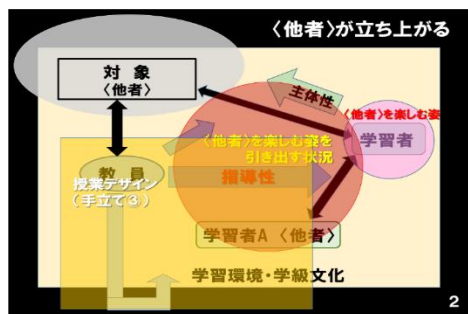 〈他者〉が立ち上がる
対 象
〈他者〉
主体性
〈他者〉を楽しむ姿
学習者
〈他者〉を楽しむ姿を
引き出す状況
教 員
授業デザイン
(手立て③)
指導性
学習者A 〈他者〉
学習環境・学級文化
2